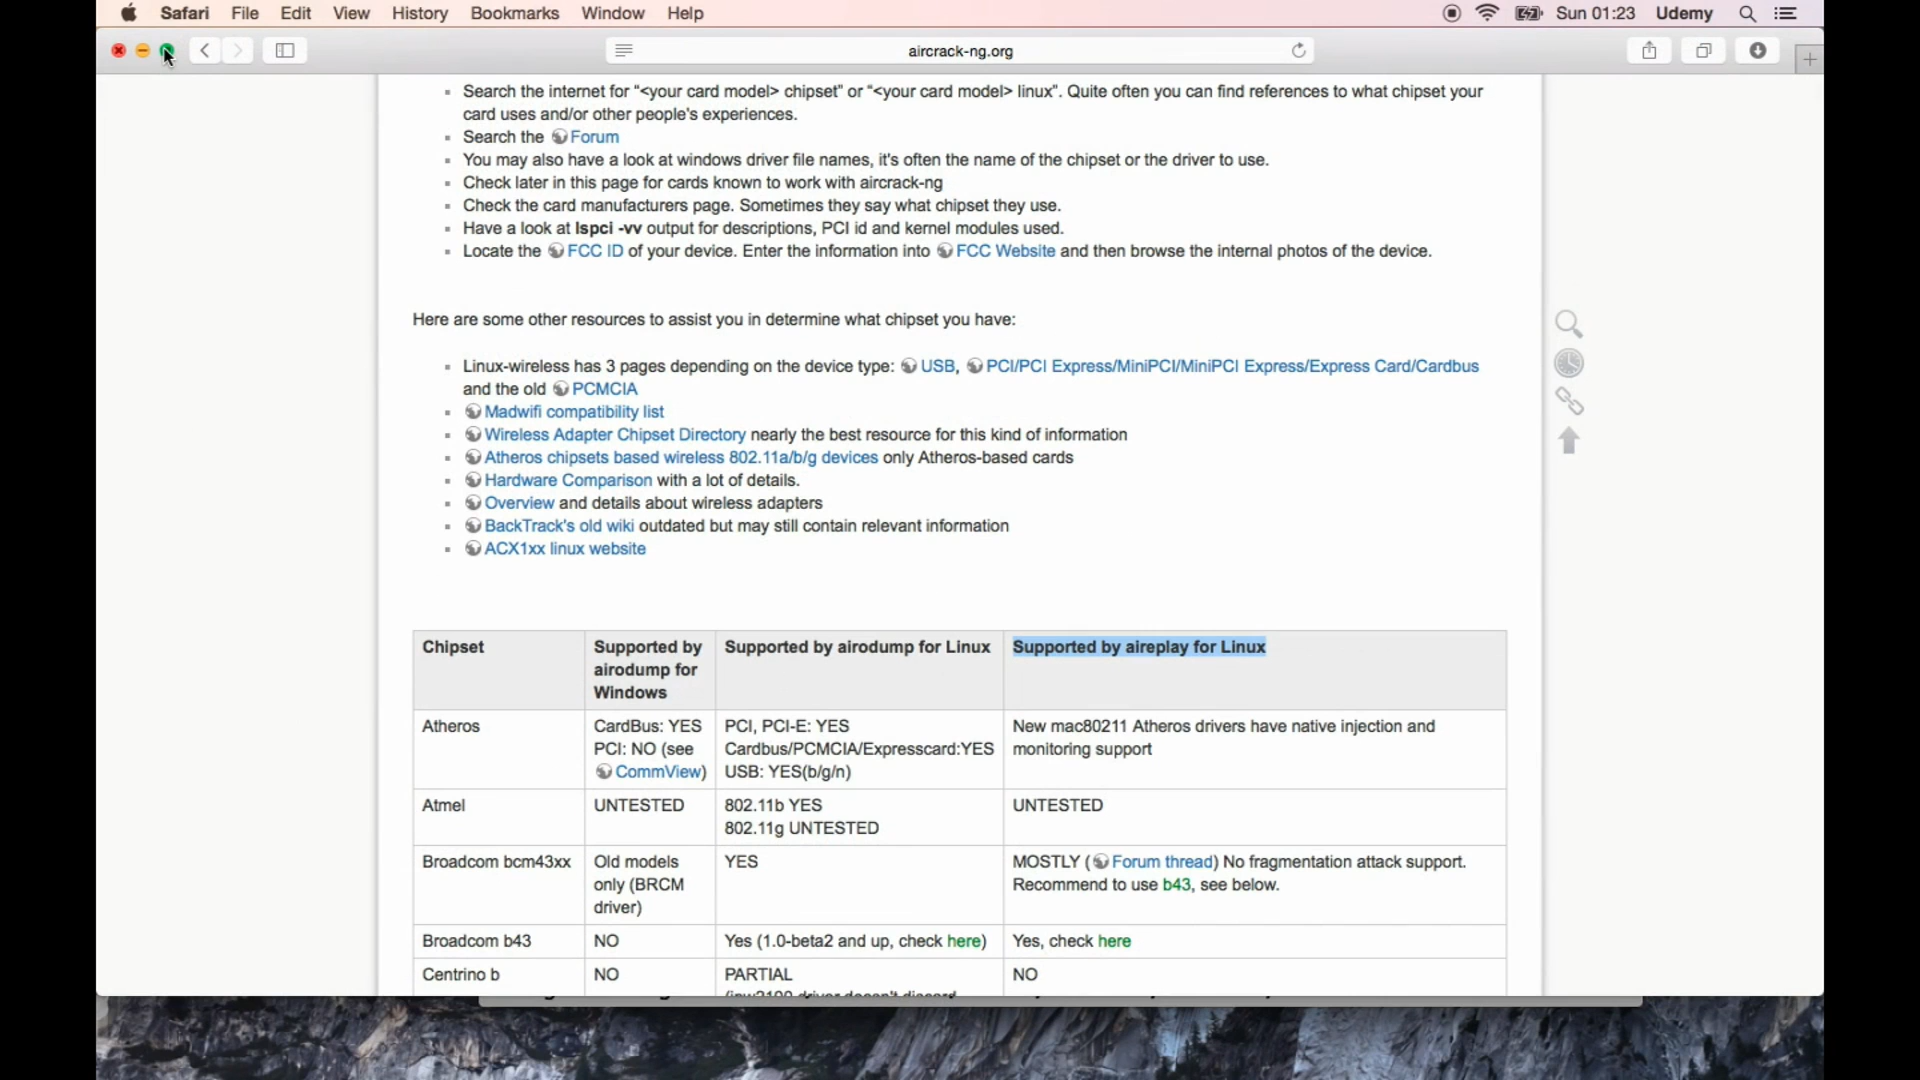 Safari File Edit View History Bookmarks Window Help Sun 01:23 Udemy
aircrack-ng.org
Search the internet for “<your card model> chipset” or “<your card model> linux”. Quite often you can find references to what chipset your
card uses and/or other people's experiences.
Search the Forum
You may also have a look at windows driver file names, it's often the name of the chipset or the driver to use.
Check later in this page for cards known to work with aircrack-ng
Check the card manufacturers page. Sometimes they say what chipset they use.
Have a look at lspci -vv output for descriptions, PCI id and kernel modules used.
Locate the FCC ID of your device. Enter the information into FCC Website and then browse the internal photos of the device.
Here are some other resources to assist you in determine what chipset you have:
Linux-wireless has 3 pages depending on the device type: USB, PCI/PCI Express/MiniPCI/MiniPCI Express/Express Card/Cardbus
and the old PCMCIA
Madwifi compatibility list
Wireless Adapter Chipset Directory nearly the best resource for this kind of information
Atheros chipsets based wireless 802.11a/b/g devices only Atheros-based cards
Hardware Comparison with a lot of details.
Overview and details about wireless adapters
BackTrack's old wiki outdated but may still contain relevant information
ACX1xx linux website
Chipset Supported by airodump for Linux Supported by aireplay for Linux
Supported by
airodump for
Windows
Atheros
CardBus: YES
PCI: NO (see
CommView)
PCI, PCI-E: YES
Cardbus/PCMCIA/Expresscard:YES
USB: YES(b/g/n)
New mac80211 Atheros drivers have native injection and
monitoring support
Atmel
UNTESTED
802.11b YES
802.11g UNTESTED
UNTESTED
Broadcom bcm43xx
Old models
only (BRCM
driver)
YES
MOSTLY (Forum thread) No fragmentation attack support.
Recommend to use b43, see below.
Broadcom b43
NO
Yes (1.0-beta2 and up, check here)
Yes, check here
Centrino b
NO
PARTIAL
NO